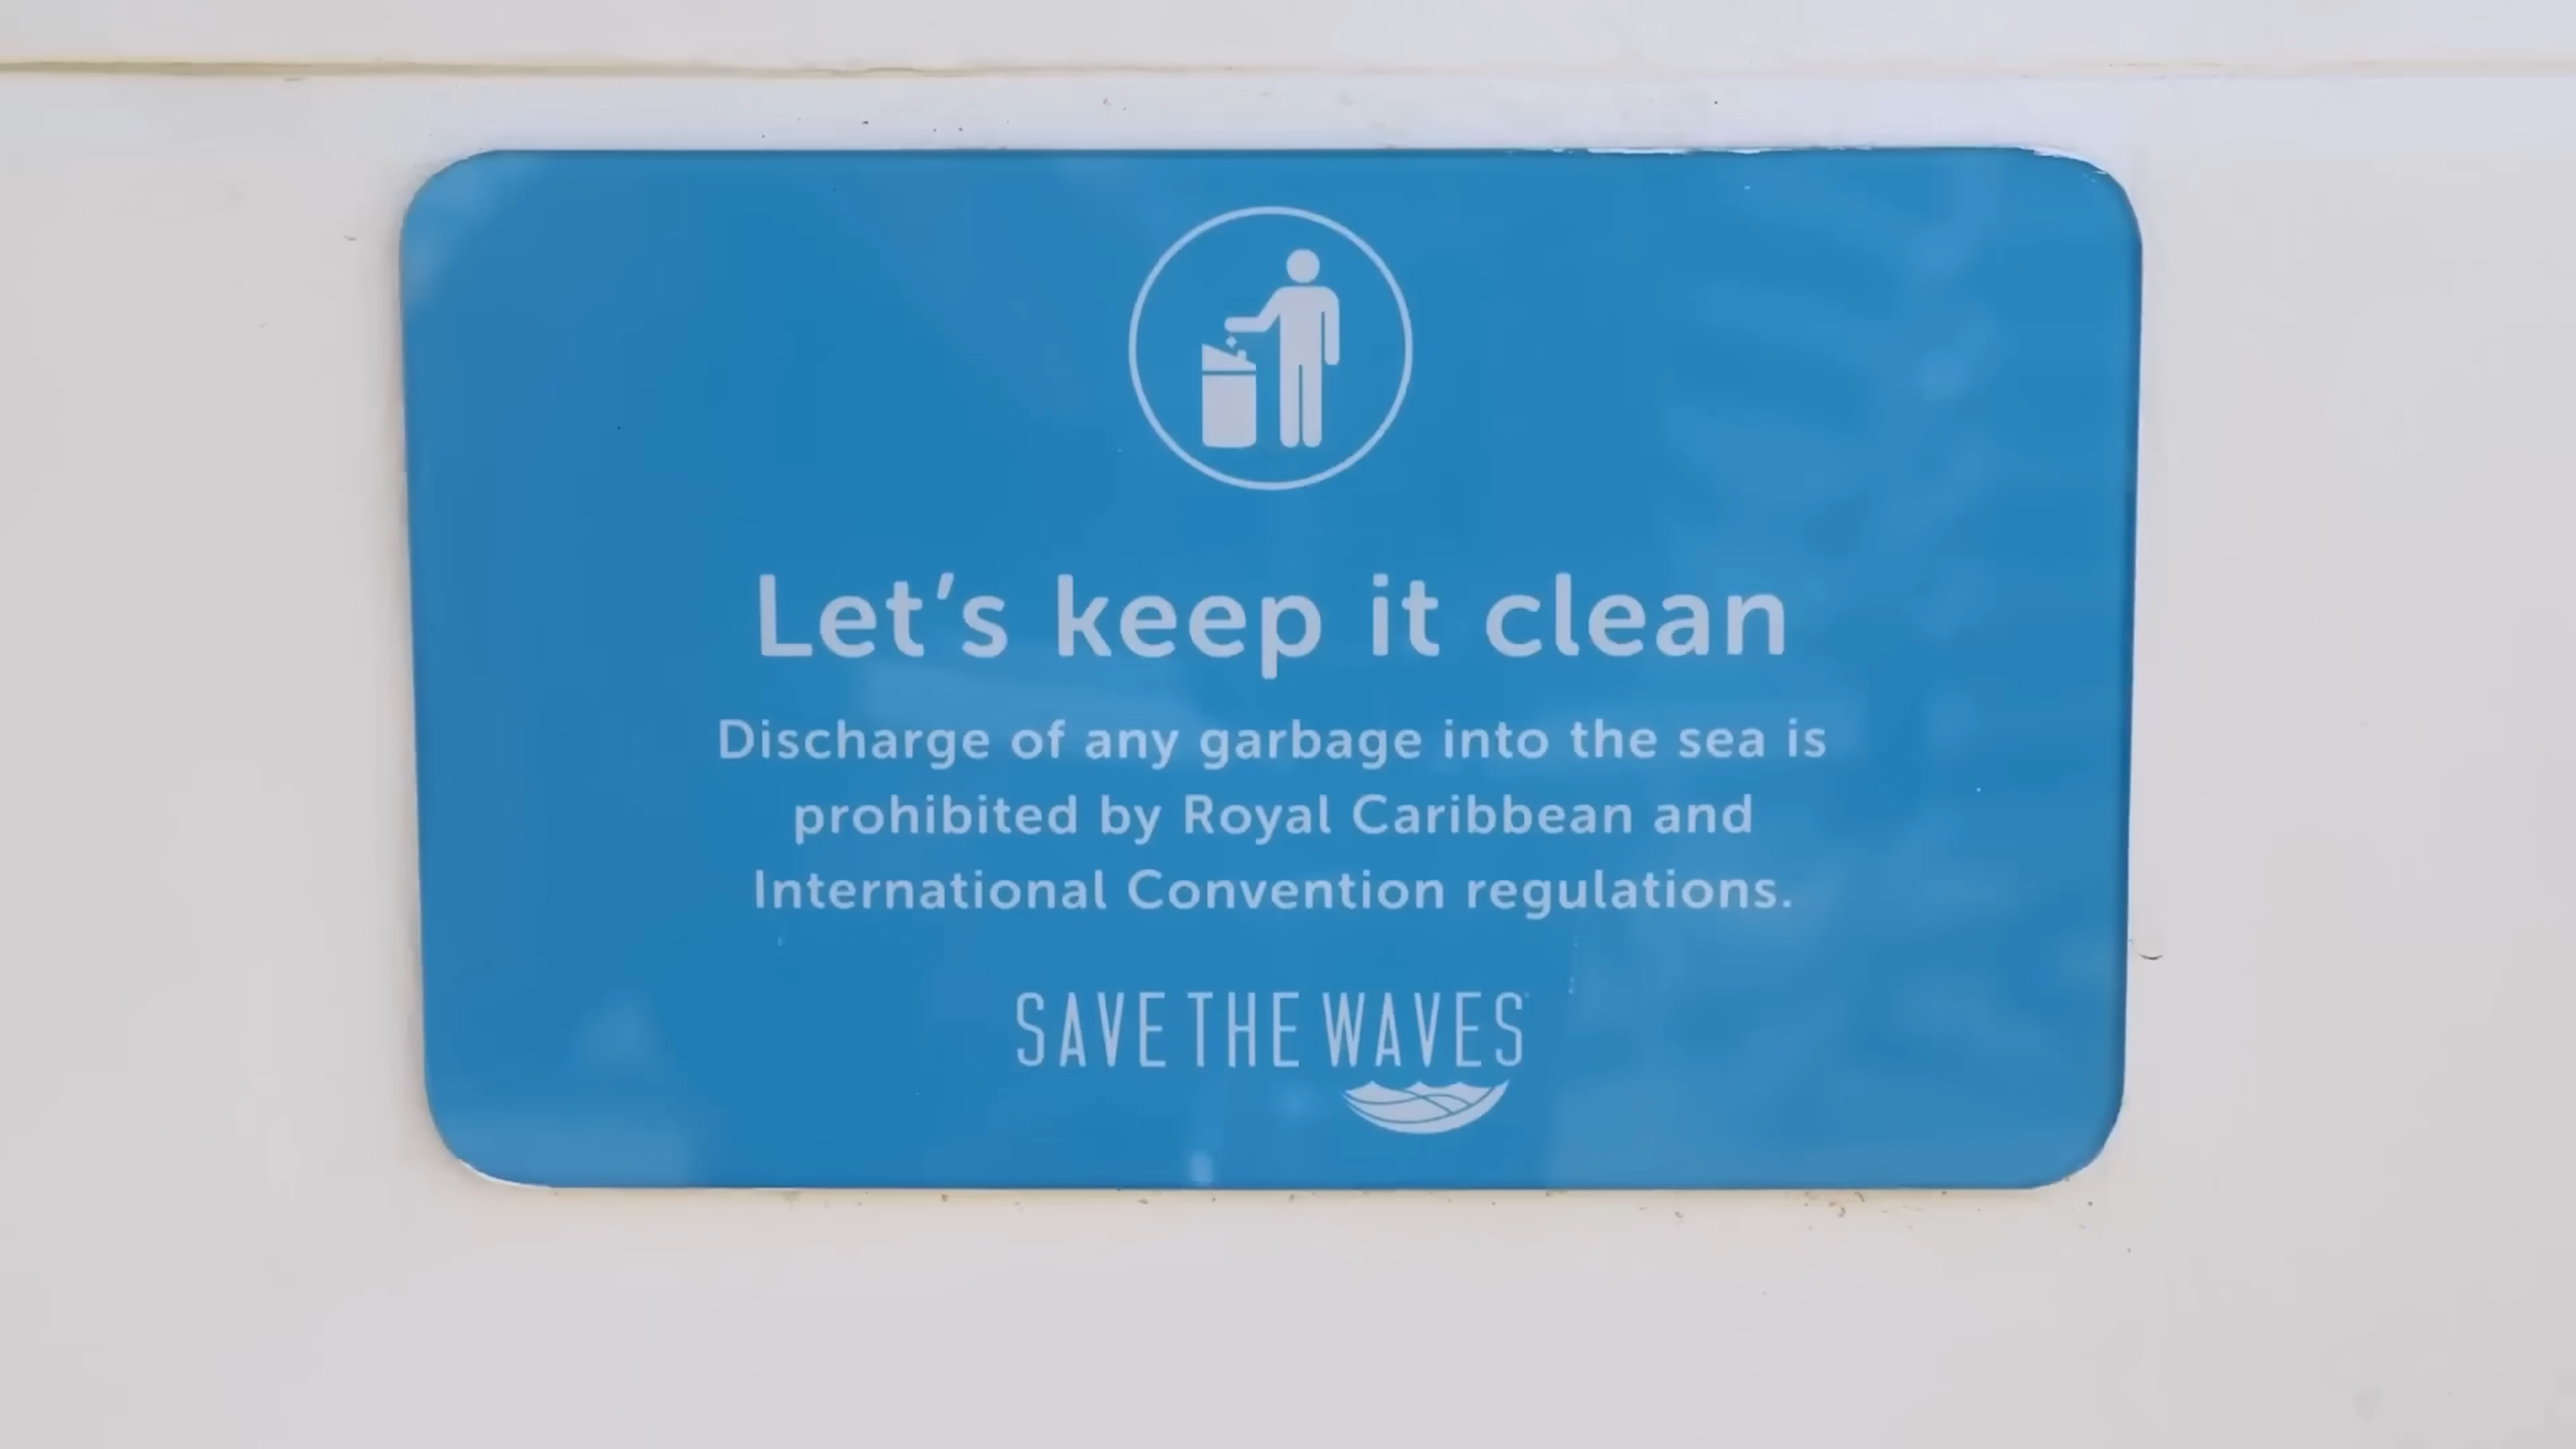 Let's keep it clean
Discharge of any garbage into the sea is
prohibited by Royal Caribbean and
International Convention regulations.
SAVE THE WAVES